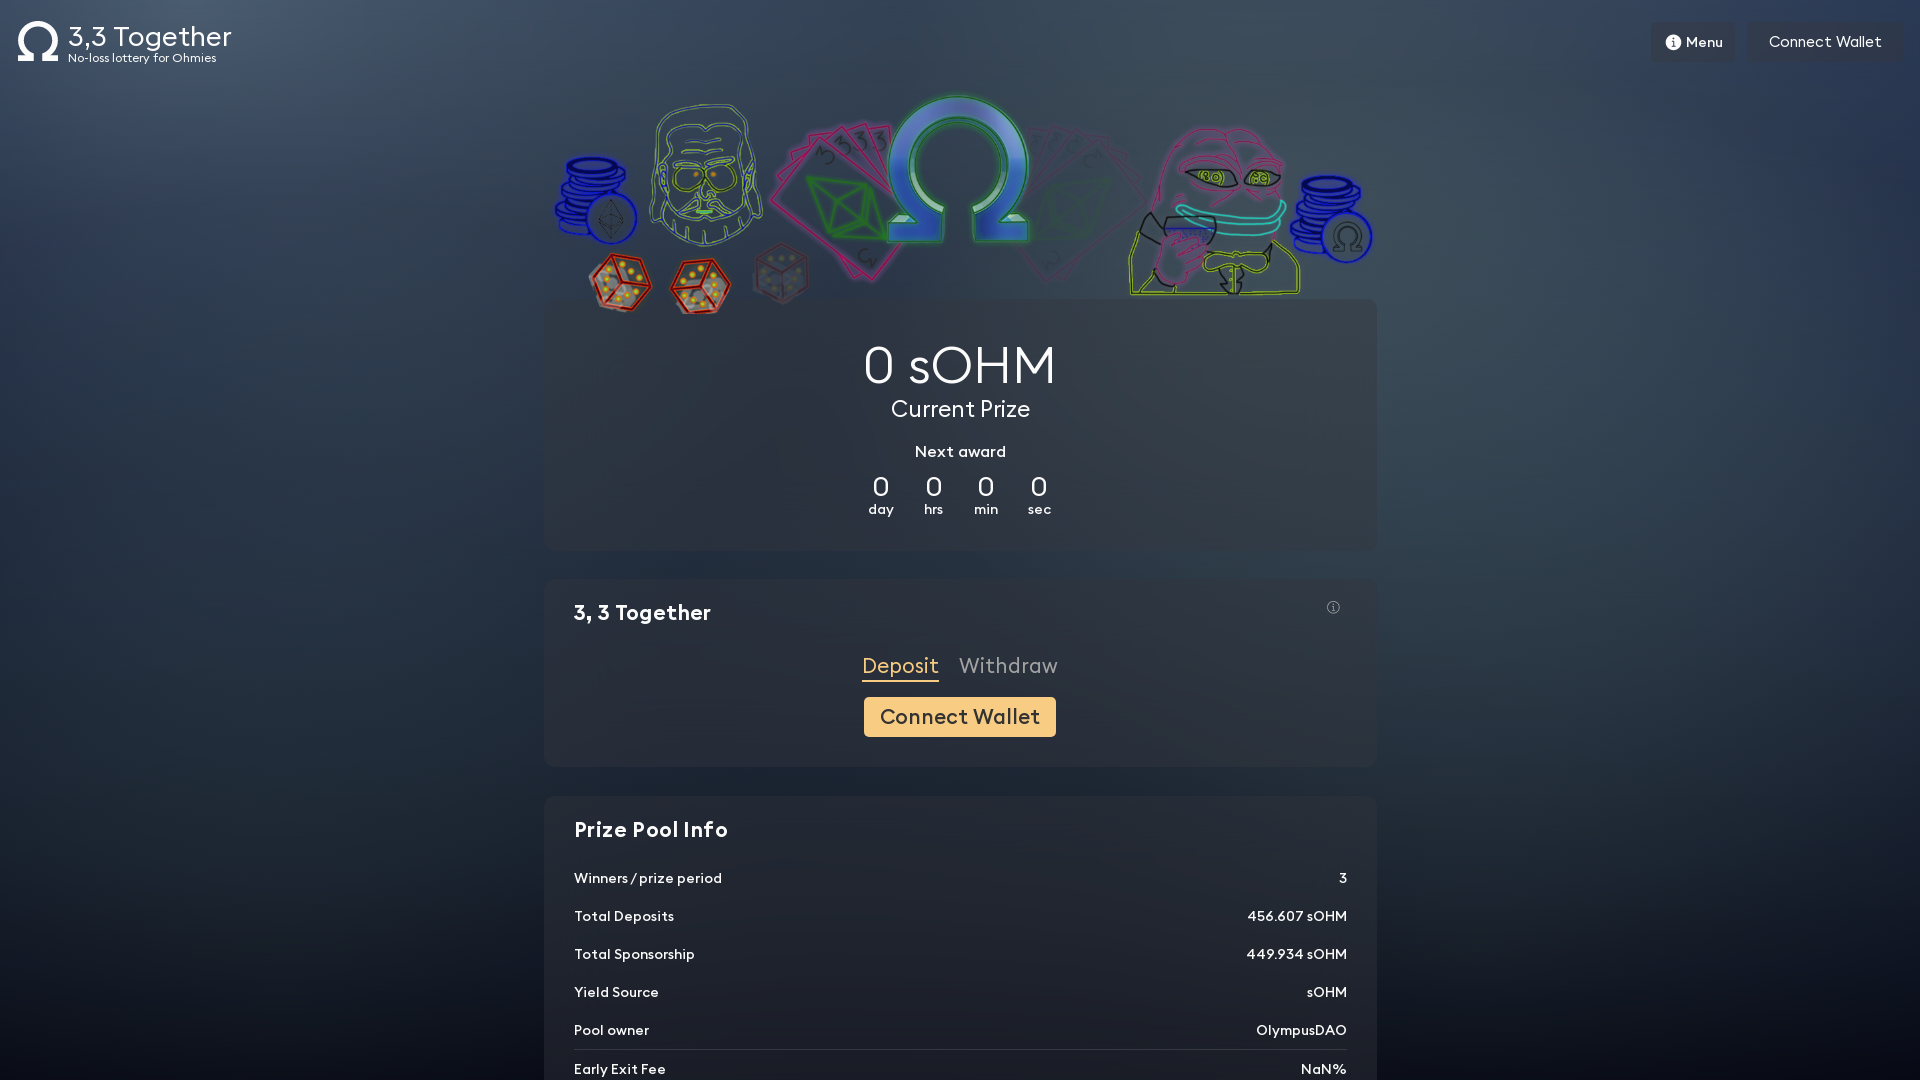 3,3 Together
No-loss lottery for Ohmies
Menu
Connect Wallet
0 sOHM
Current Prize
Next award
0 0 0 0
day hrs min sec
3, 3 Together
Deposit Withdraw
Connect Wallet
Prize Pool Info
Winners / prize period 3
Total Deposits 456.607 sOHM
Total Sponsorship 449.934 sOHM
Yield Source sOHM
Pool owner OlympusDAO
Early Exit Fee NaN%